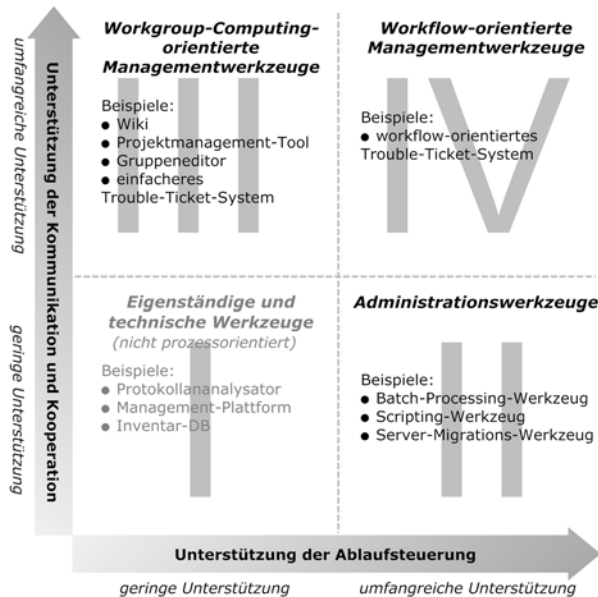 umfangreiche Unterstützung
geringe Unterstützung
Unterstützung der Kommunikation und Kooperation
Workgroup-Computing-
orientierte
Managementwerkzeuge
III
Beispiele:
● Wiki
● Projektmanagement-Tool
● Gruppeneditor
● einfacheres
Trouble-Ticket-System
Workflow-orientierte
Managementwerkzeuge
IV
Beispiele:
● workflow-orientiertes
Trouble-Ticket-System
Eigenständige und
technische Werkzeuge
(nicht prozessorientiert)
I
Beispiele:
● Protokollananalysator
● Management-Plattform
● Inventar-DB
Administrationswerkzeuge
II
Beispiele:
● Batch-Processing-Werkzeug
● Scripting-Werkzeug
● Server-Migrations-Werkzeug
Unterstützung der Ablaufsteuerung
geringe Unterstützung
umfangreiche Unterstützung